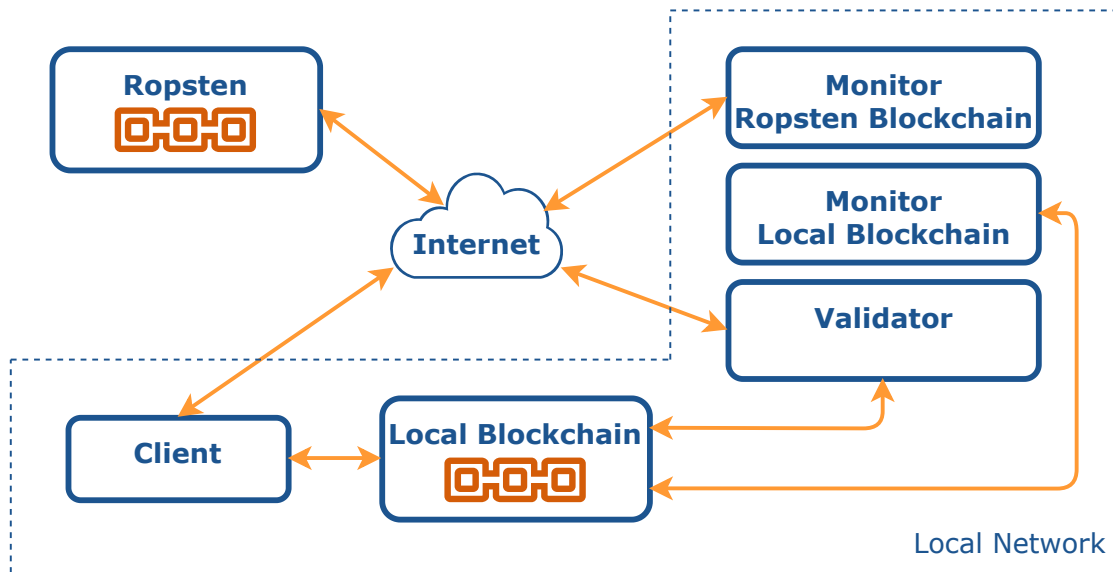 Ropsten
Monitor
Ropsten Blockchain
Monitor
Local Blockchain
Internet
Validator
Client
Local Blockchain
Local Network